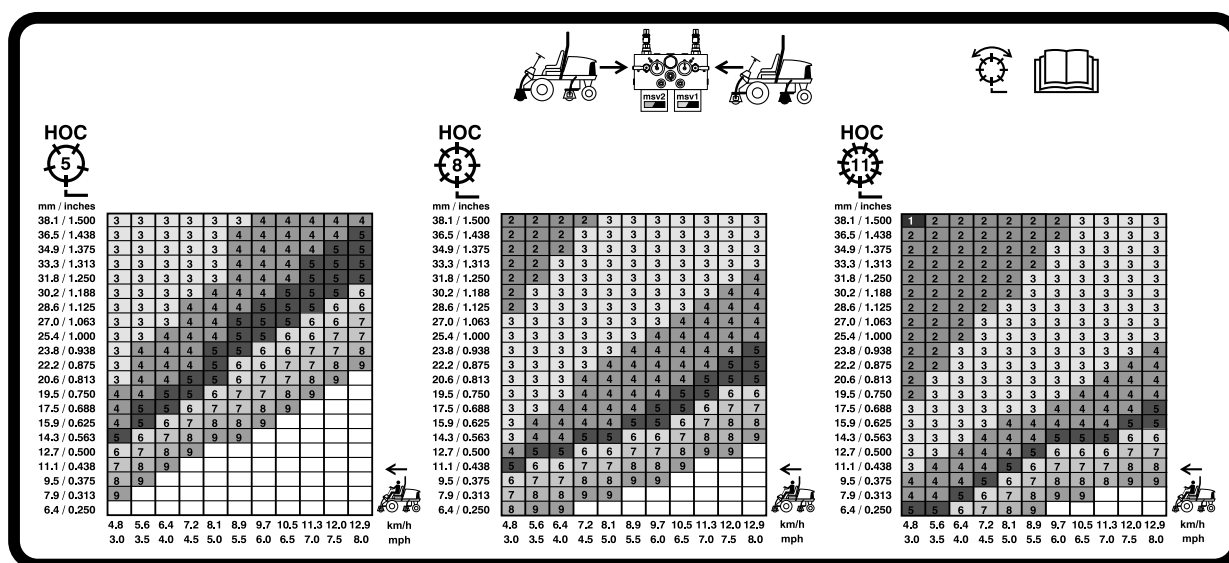 msv2 msv1
HOC
5
mm / inches
38.1 / 1.500 3 3 3 3 3 3 4 4 4 4 4
36.5 / 1.438 3 3 3 3 3 4 4 4 4 4 5
34.9 / 1.375 3 3 3 3 3 4 4 4 4 5 5
33.3 / 1.313 3 3 3 3 3 4 4 4 5 5 5
31.8 / 1.250 3 3 3 3 3 4 4 4 5 5 5
30.2 / 1.188 3 3 3 3 4 4 4 5 5 5 6
28.6 / 1.125 3 3 3 4 4 4 5 5 5 6 6
27.0 / 1.063 3 3 3 4 4 5 5 5 6 6 7
25.4 / 1.000 3 3 4 4 4 5 5 6 6 7 7
23.8 / 0.938 3 4 4 4 5 5 6 6 7 7 8
22.2 / 0.875 3 4 4 4 5 6 6 7 7 8 9
20.6 / 0.813 3 4 4 5 5 6 7 7 8 9
19.5 / 0.750 4 4 5 5 6 7 7 8 9
17.5 / 0.688 4 5 5 6 7 7 8 9
15.9 / 0.625 4 5 6 7 8 8 9
14.3 / 0.563 5 6 7 8 9 9
12.7 / 0.500 6 7 8 9
11.1 / 0.438 7 8 9
9.5 / 0.375 8 9
7.9 / 0.313 9
6.4 / 0.250
4.8 5.6 6.4 7.2 8.1 8.9 9.7 10.5 11.3 12.0 12.9 km/h
3.0 3.5 4.0 4.5 5.0 5.5 6.0 6.5 7.0 7.5 8.0 mph
HOC
8
mm / inches
38.1 / 1.500 2 2 2 2 3 3 3 3 3 3 3
36.5 / 1.438 2 2 2 3 3 3 3 3 3 3 3
34.9 / 1.375 2 2 2 3 3 3 3 3 3 3 3
33.3 / 1.313 2 2 3 3 3 3 3 3 3 3 3
31.8 / 1.250 2 2 3 3 3 3 3 3 3 3 4
30.2 / 1.188 2 3 3 3 3 3 3 3 3 4 4
28.6 / 1.125 2 3 3 3 3 3 3 3 4 4 4
27.0 / 1.063 3 3 3 3 3 3 3 4 4 4 4
25.4 / 1.000 3 3 3 3 3 3 4 4 4 4 4
23.8 / 0.938 3 3 3 3 3 4 4 4 4 4 5
22.2 / 0.875 3 3 3 3 4 4 4 4 4 5 5
20.6 / 0.813 3 3 3 4 4 4 4 4 5 5 5
19.5 / 0.750 3 3 3 4 4 4 4 5 5 6 6
17.5 / 0.688 3 3 4 4 4 4 5 5 6 7 7
15.9 / 0.625 3 4 4 4 4 5 5 6 7 8 8
14.3 / 0.563 3 4 4 5 5 6 6 7 8 8 9
12.7 / 0.500 4 5 5 6 6 7 7 8 9 9
11.1 / 0.438 5 6 6 7 7 8 8 9
9.5 / 0.375 6 7 7 8 8 9 9
7.9 / 0.313 7 8 8 9 9
6.4 / 0.250 8 9 9
4.8 5.6 6.4 7.2 8.1 8.9 9.7 10.5 11.3 12.0 12.9 km/h
3.0 3.5 4.0 4.5 5.0 5.5 6.0 6.5 7.0 7.5 8.0 mph
HOC
11
mm / inches
38.1 / 1.500 1 2 2 2 2 2 2 3 3 3 3
36.5 / 1.438 2 2 2 2 2 2 2 3 3 3 3
34.9 / 1.375 2 2 2 2 2 2 3 3 3 3 3
33.3 / 1.313 2 2 2 2 2 2 3 3 3 3 3
31.8 / 1.250 2 2 2 2 2 3 3 3 3 3 3
30.2 / 1.188 2 2 2 2 2 3 3 3 3 3 3
28.6 / 1.125 2 2 2 2 3 3 3 3 3 3 3
27.0 / 1.063 2 2 2 3 3 3 3 3 3 3 3
25.4 / 1.000 2 2 2 3 3 3 3 3 3 3 3
23.8 / 0.938 2 2 3 3 3 3 3 3 3 3 4
22.2 / 0.875 2 2 3 3 3 3 3 3 3 4 4
20.6 / 0.813 2 3 3 3 3 3 3 3 4 4 4
19.5 / 0.750 2 3 3 3 3 3 3 4 4 4 4
17.5 / 0.688 3 3 3 3 3 3 4 4 4 4 5
15.9 / 0.625 3 3 3 3 4 4 4 4 4 5 5
14.3 / 0.563 3 3 3 4 4 4 5 5 5 6 6
12.7 / 0.500 3 3 4 4 4 5 6 6 6 7 7
11.1 / 0.438 3 4 4 4 5 6 6 7 7 8 8
9.5 / 0.375 4 4 4 5 6 7 7 8 8 9 9
7.9 / 0.313 4 4 5 6 7 8 9 9
6.4 / 0.250 5 5 6 7 8 9
4.8 5.6 6.4 7.2 8.1 8.9 9.7 10.5 11.3 12.0 12.9 km/h
3.0 3.5 4.0 4.5 5.0 5.5 6.0 6.5 7.0 7.5 8.0 mph